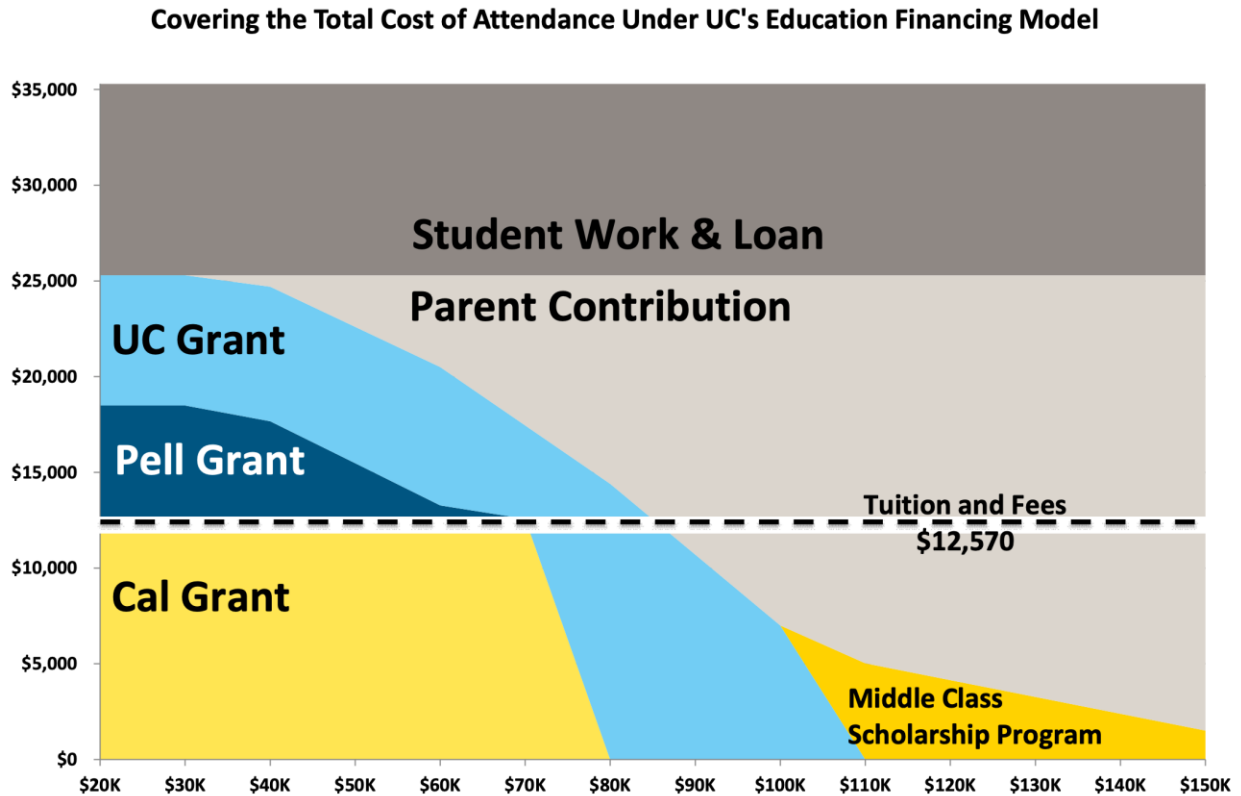 Covering the Total Cost of Attendance Under UC's Education Financing Model
$35,000
$30,000
Student Work & Loan
$25,000
Parent Contribution
UC Grant
$20,000
Pell Grant
$15,000
Tuition and Fees
$12,570
$10,000
Cal Grant
$5,000
Middle Class
Scholarship Program
$0
$20K $30K $40K $50K $60K $70K $80K $90K $100K $110K $120K $130K $140K $150K